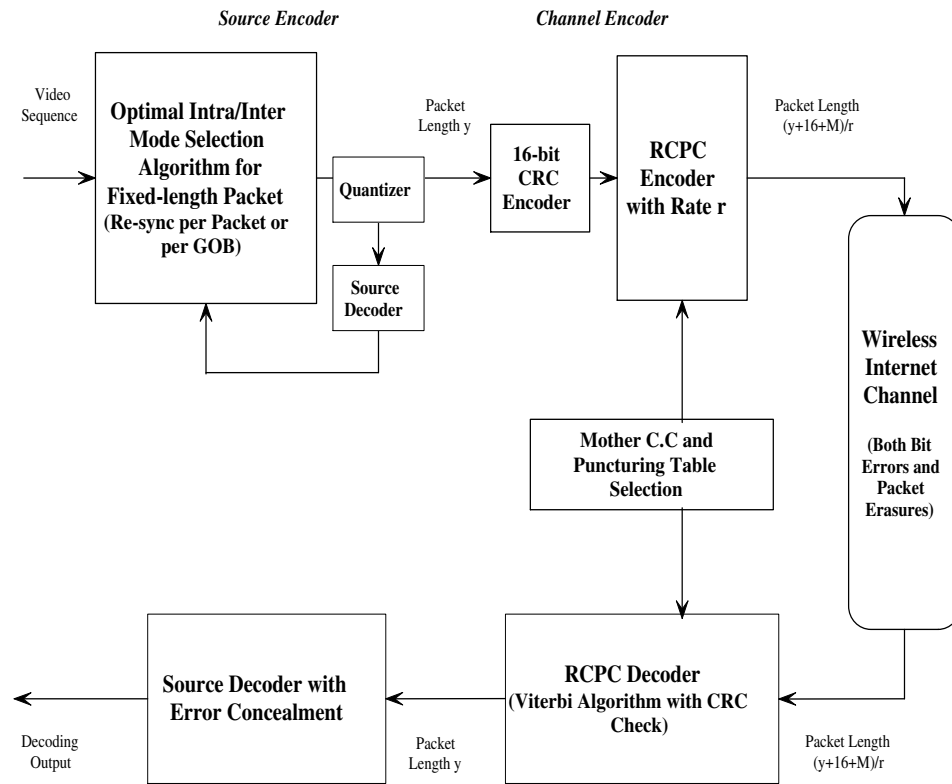 Source Encoder
Channel Encoder
Video
Sequence
Optimal Intra/Inter
Mode Selection
Algorithm for
Fixed-length Packet
(Re-sync per Packet or
per GOB)
Quantizer
Source
Decoder
Packet
Length y
16-bit
CRC
Encoder
RCPC
Encoder
with Rate r
Packet Length
(y+16+M)/r
Wireless
Internet
Channel
(Both Bit
Errors and
Packet
Erasures)
Mother C.C and
Puncturing Table
Selection
Source Decoder with
Error Concealment
RCPC Decoder
(Viterbi Algorithm with CRC
Check)
Decoding
Output
Packet
Length y
Packet Length
(y+16+M)/r